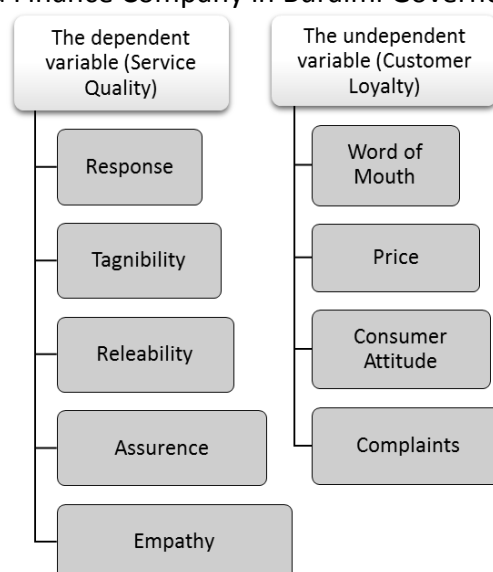 Finance Company in Buraimi Governo
The dependent
variable (Service
Quality)
Response
Tagnibility
Releability
Assurence
Empathy
The undependent
variable (Customer
Loyalty)
Word of
Mouth
Price
Consumer
Attitude
Complaints